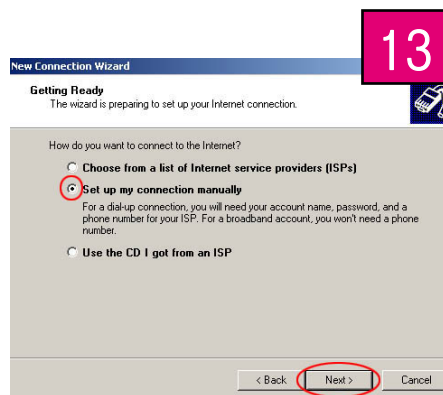 13
New Connection Wizard
Getting Ready
The wizard is preparing to set up your Internet connection.
How do you want to connect to the Internet?
Choose from a list of Internet service providers (ISPs)
Set up my connection manually
For a dial-up connection, you will need your account name, password, and a
phone number for your ISP. For a broadband account, you won't need a phone
number.
Use the CD I got from an ISP
< Back
Next >
Cancel